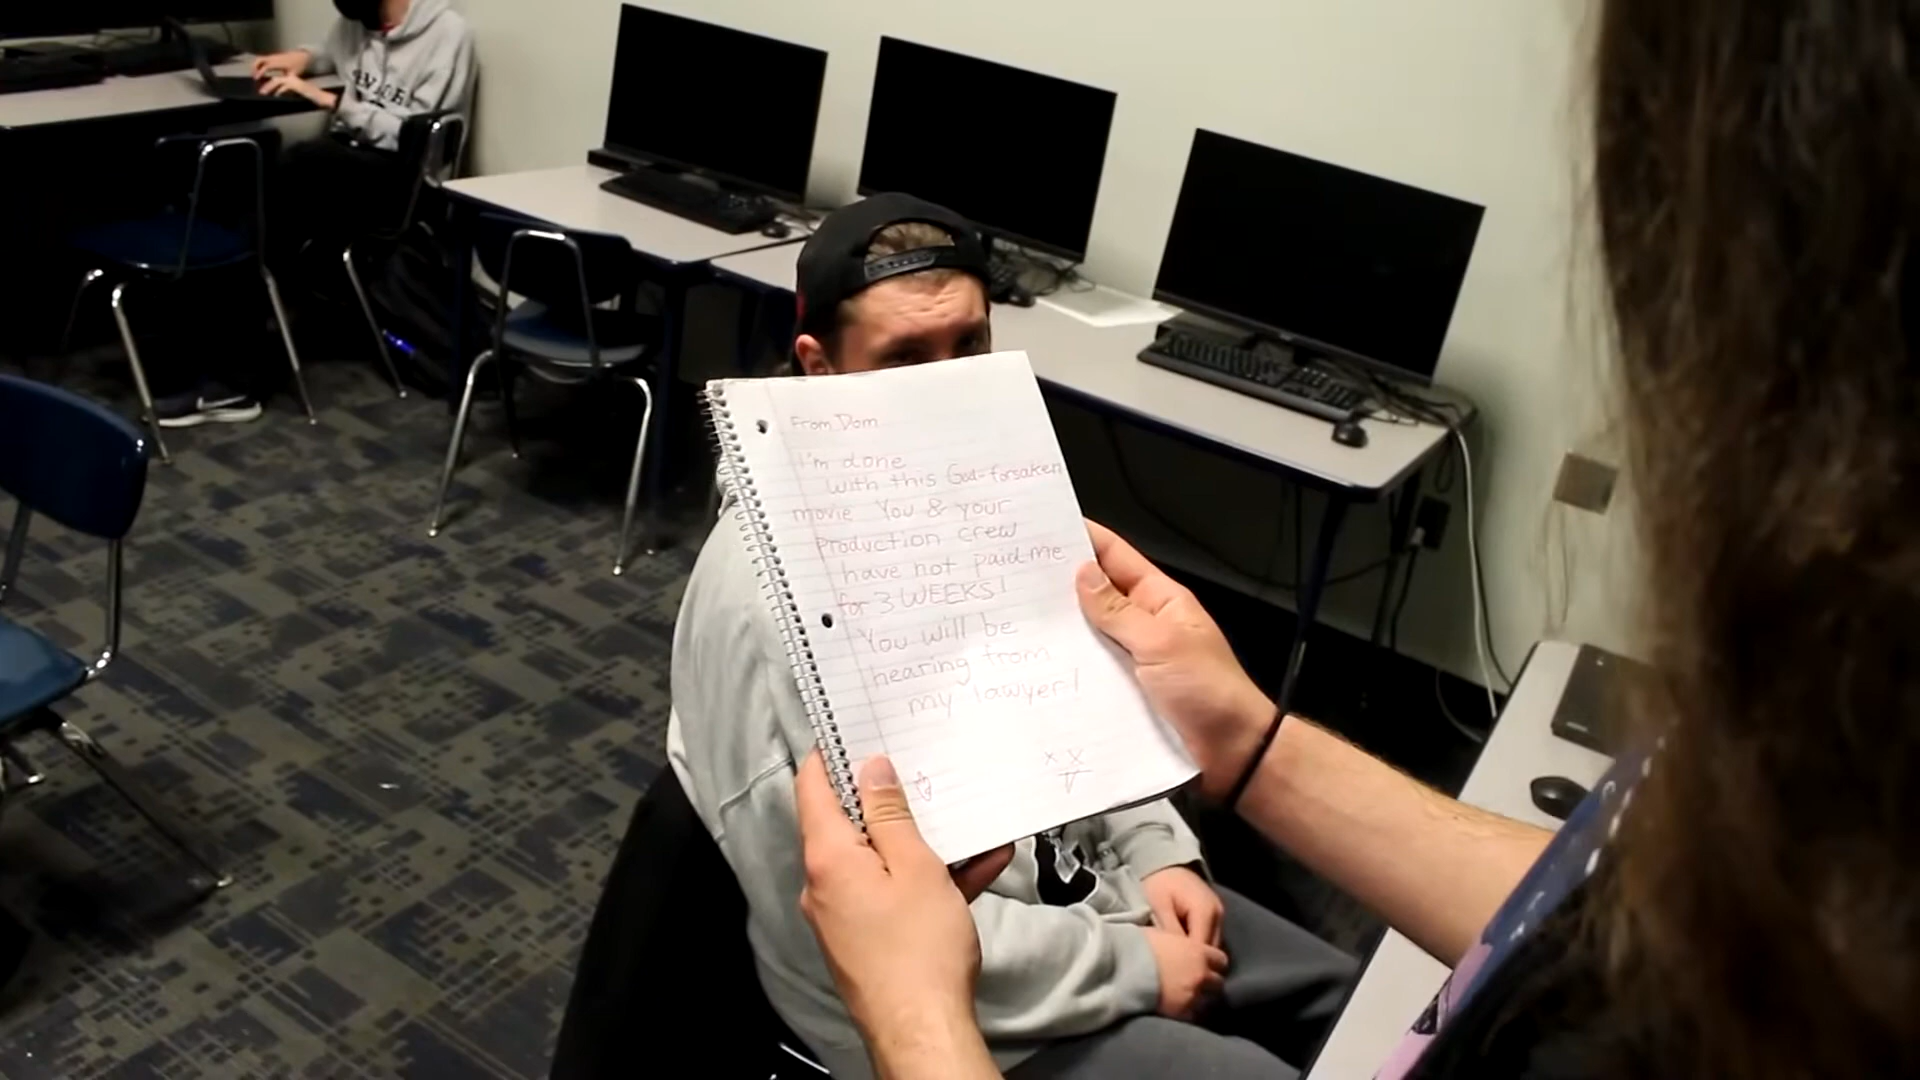 From Dom
I'm done
with this God-forsaken
movie You & your
production crew
have not paid me
for 3 WEEKS!
You will be
hearing from
my lawyer!
x X